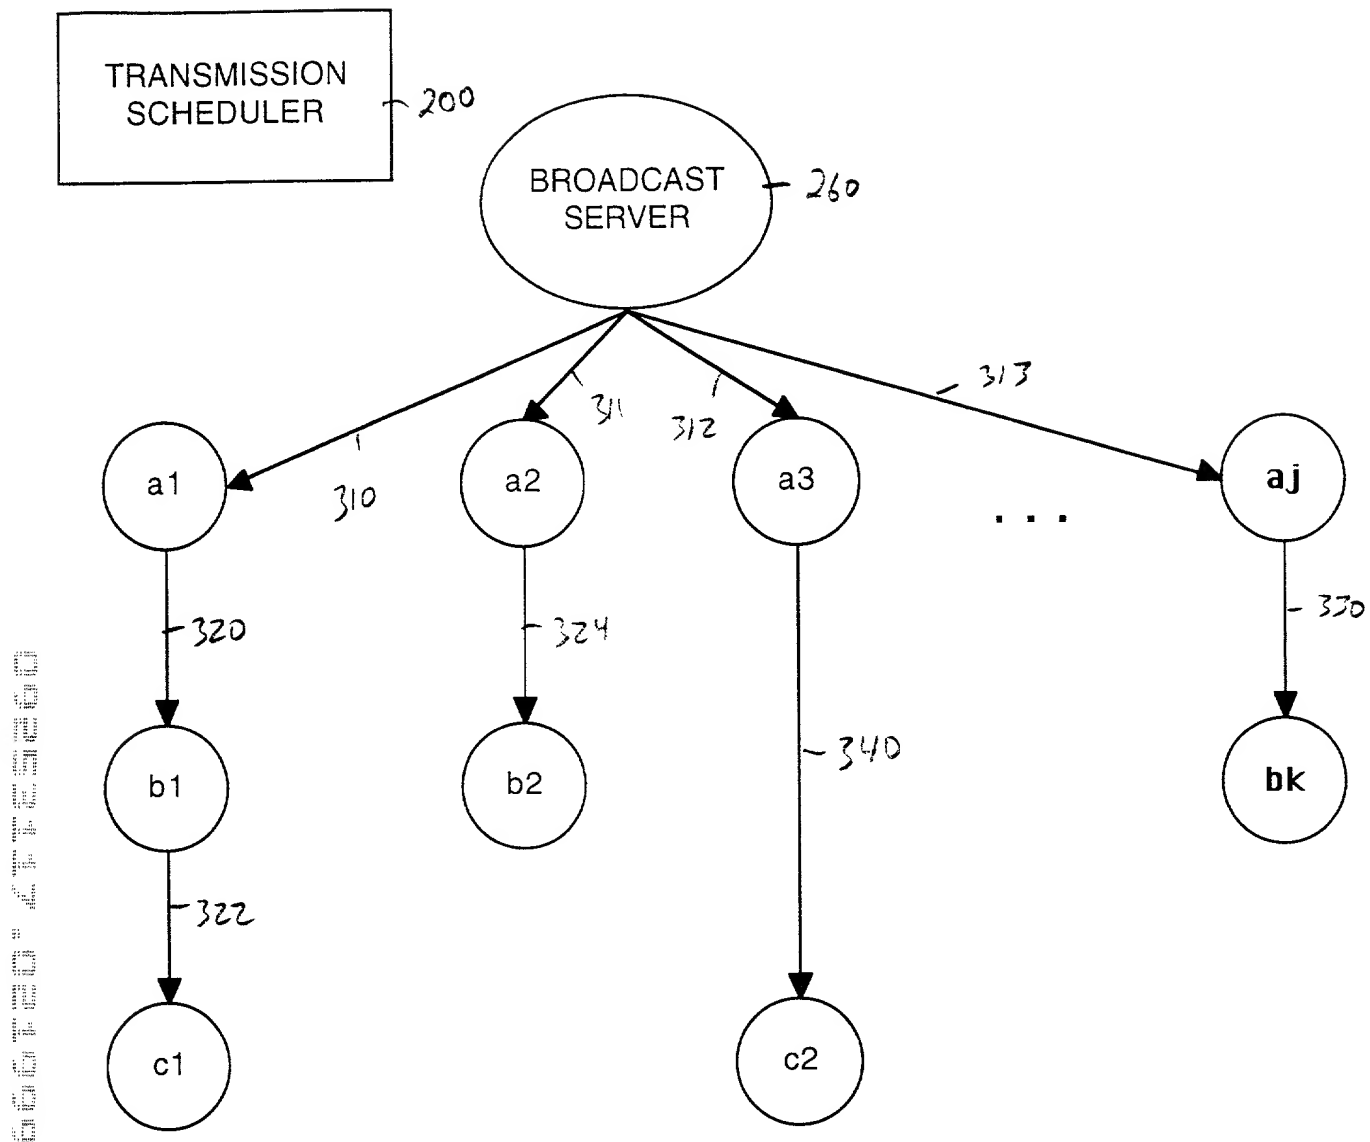 TRANSMISSION
SCHEDULER
200
BROADCAST
SERVER
260
310
311
312
313
a1
a2
a3
. . .
aj
320
324
340
330
b1
b2
bk
322
c1
c2